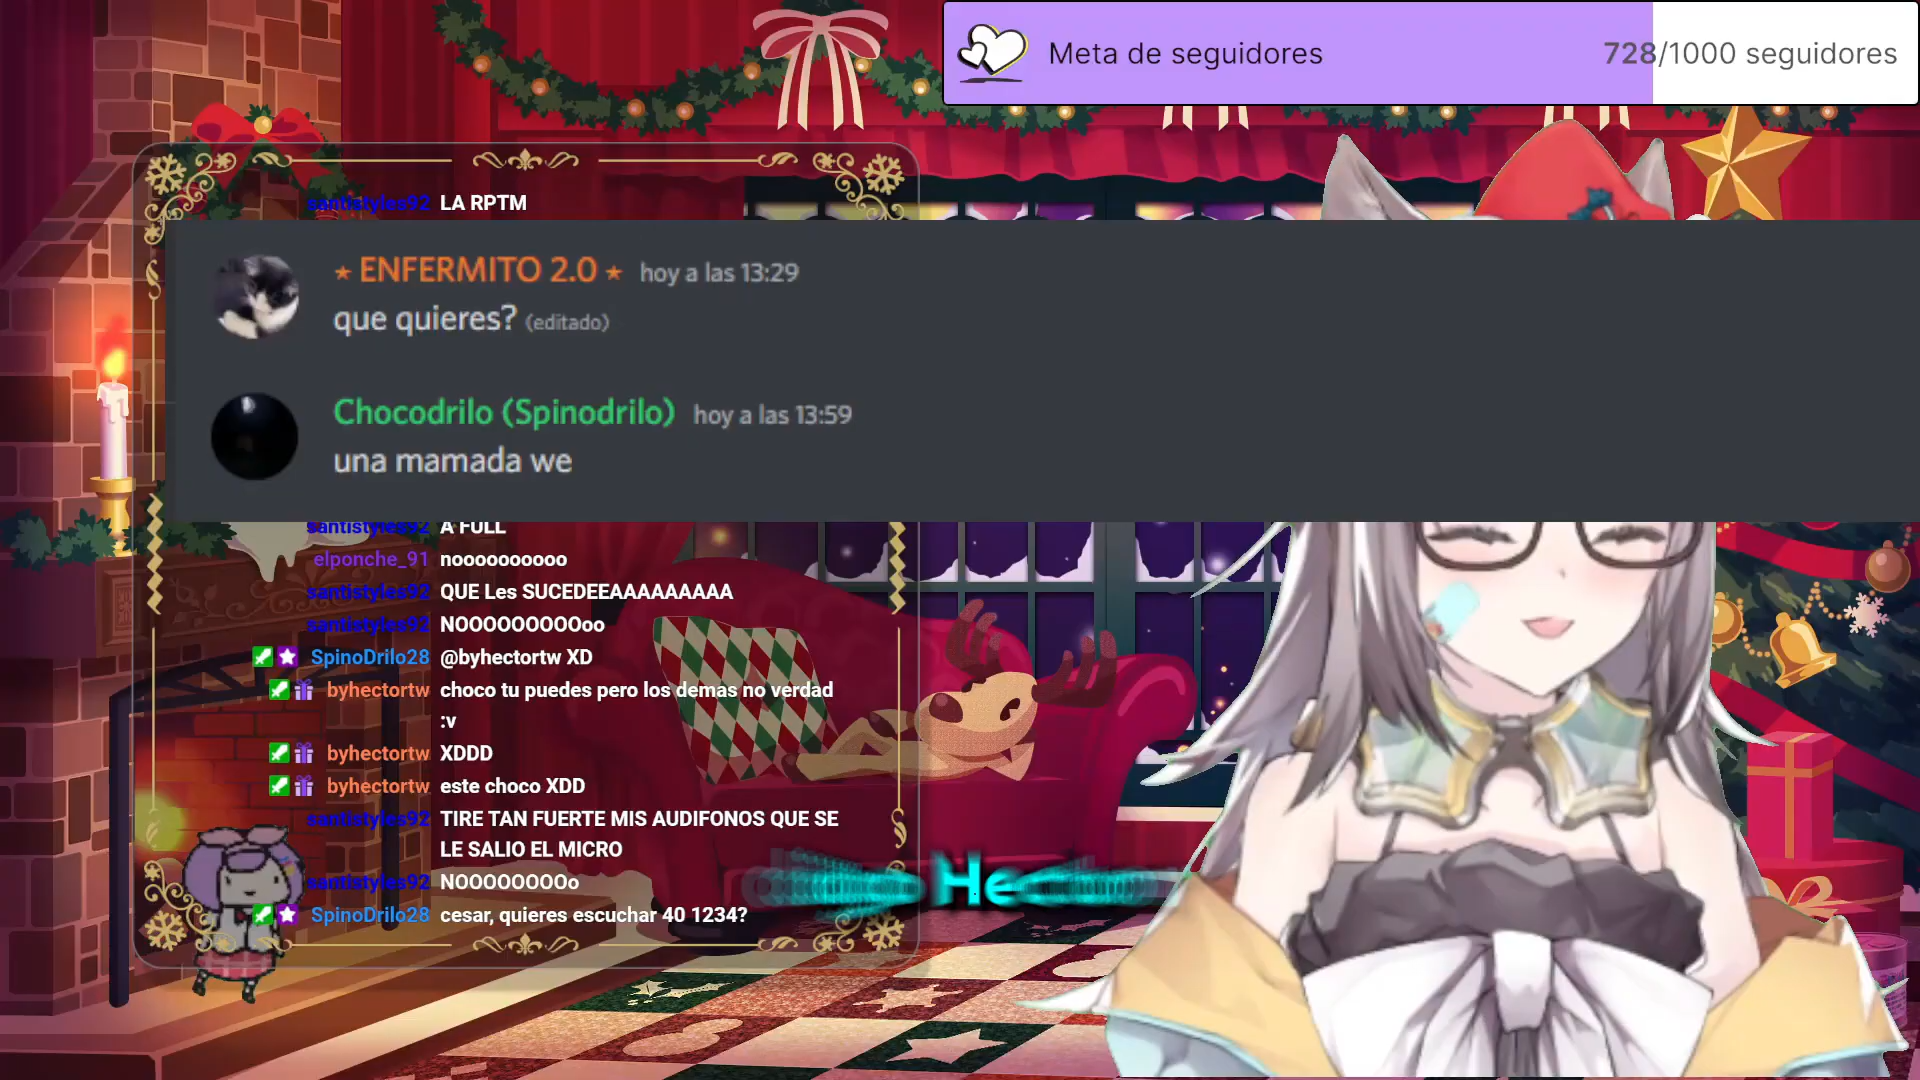 Meta de seguidores
728/1000 seguidores
santistyles92 LA RPTM
★ ENFERMITO 2.0 ★ hoy a las 13:29
que quieres? (editado)
Chocodrilo (Spinodrilo) hoy a las 13:59
una mamada we
santistyles92 A FULL
elponche_91 noooooooooo
santistyles92 QUE Les SUCEDEEAAAAAAAAA
santistyles92 NOOOOOOOOOoo
SpinoDrilo28 @byhectortw XD
byhectortw choco tu puedes pero los demas no verdad
:v
byhectortw XDDD
byhectortw este choco XDD
santistyles92 TIRE TAN FUERTE MIS AUDIFONOS QUE SE
LE SALIO EL MICRO
santistyles92 NOOOOOOOOo
SpinoDrilo28 cesar, quieres escuchar 40 1234?